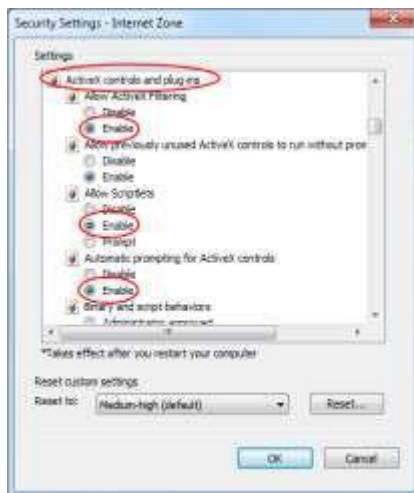 Security Settings - Internet Zone
Settings
ActiveX controls and plug-ins
Allow ActiveX Filtering
Disable
Enable
Allow previously unused ActiveX controls to run without prom
Disable
Enable
Allow Scriptlets
Disable
Enable
Prompt
Automatic prompting for ActiveX controls
Disable
Enable
Binary and script behaviors
Administrator approved
*Takes effect after you restart your computer
Reset custom settings
Reset to: Medium-high (default) Reset...
OK Cancel